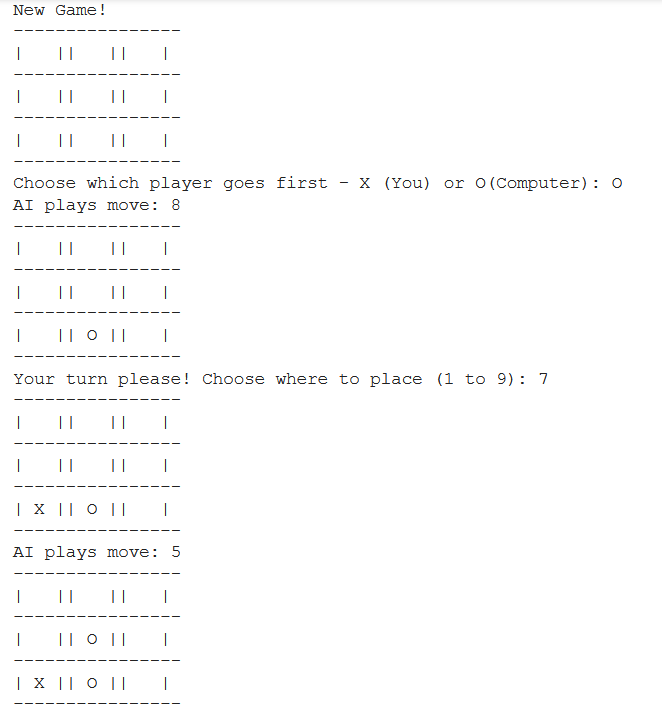 New Game!
----------------
|   ||   ||   |
----------------
|   ||   ||   |
----------------
|   ||   ||   |
----------------
Choose which player goes first - X (You) or O(Computer): O
AI plays move: 8
----------------
|   ||   ||   |
----------------
|   ||   ||   |
----------------
|   || O ||   |
----------------
Your turn please! Choose where to place (1 to 9): 7
----------------
|   ||   ||   |
----------------
|   ||   ||   |
----------------
| X || O ||   |
----------------
AI plays move: 5
----------------
|   ||   ||   |
----------------
|   || O ||   |
----------------
| X || O ||   |
----------------